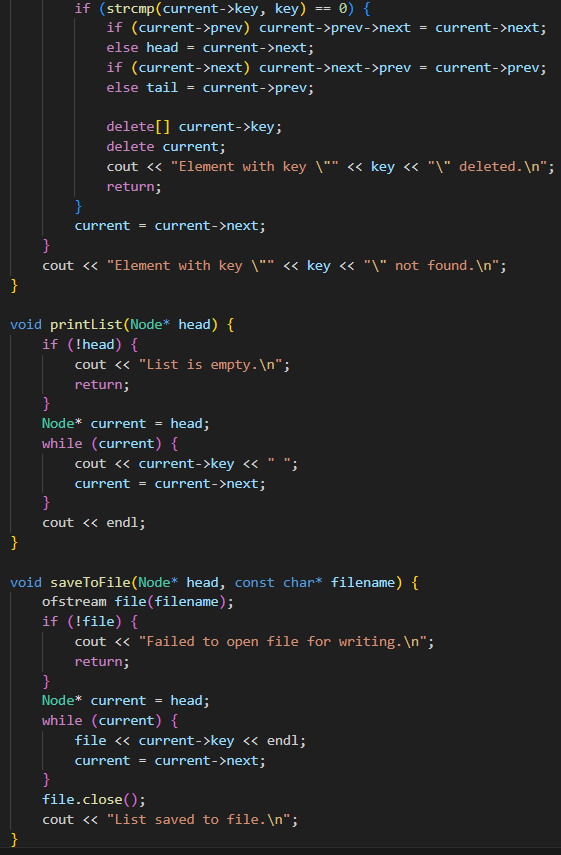 if (strcmp(current->key, key) == 0) {
            if (current->prev) current->prev->next = current->next;
            else head = current->next;
            if (current->next) current->next->prev = current->prev;
            else tail = current->prev;

            delete[] current->key;
            delete current;
            cout << "Element with key \"" << key << "\" deleted.\n";
            return;
        }
        current = current->next;
    }
    cout << "Element with key \"" << key << "\" not found.\n";
}

void printList(Node* head) {
    if (!head) {
        cout << "List is empty.\n";
        return;
    }
    Node* current = head;
    while (current) {
        cout << current->key << " ";
        current = current->next;
    }
    cout << endl;
}

void saveToFile(Node* head, const char* filename) {
    ofstream file(filename);
    if (!file) {
        cout << "Failed to open file for writing.\n";
        return;
    }
    Node* current = head;
    while (current) {
        file << current->key << endl;
        current = current->next;
    }
    file.close();
    cout << "List saved to file.\n";
}